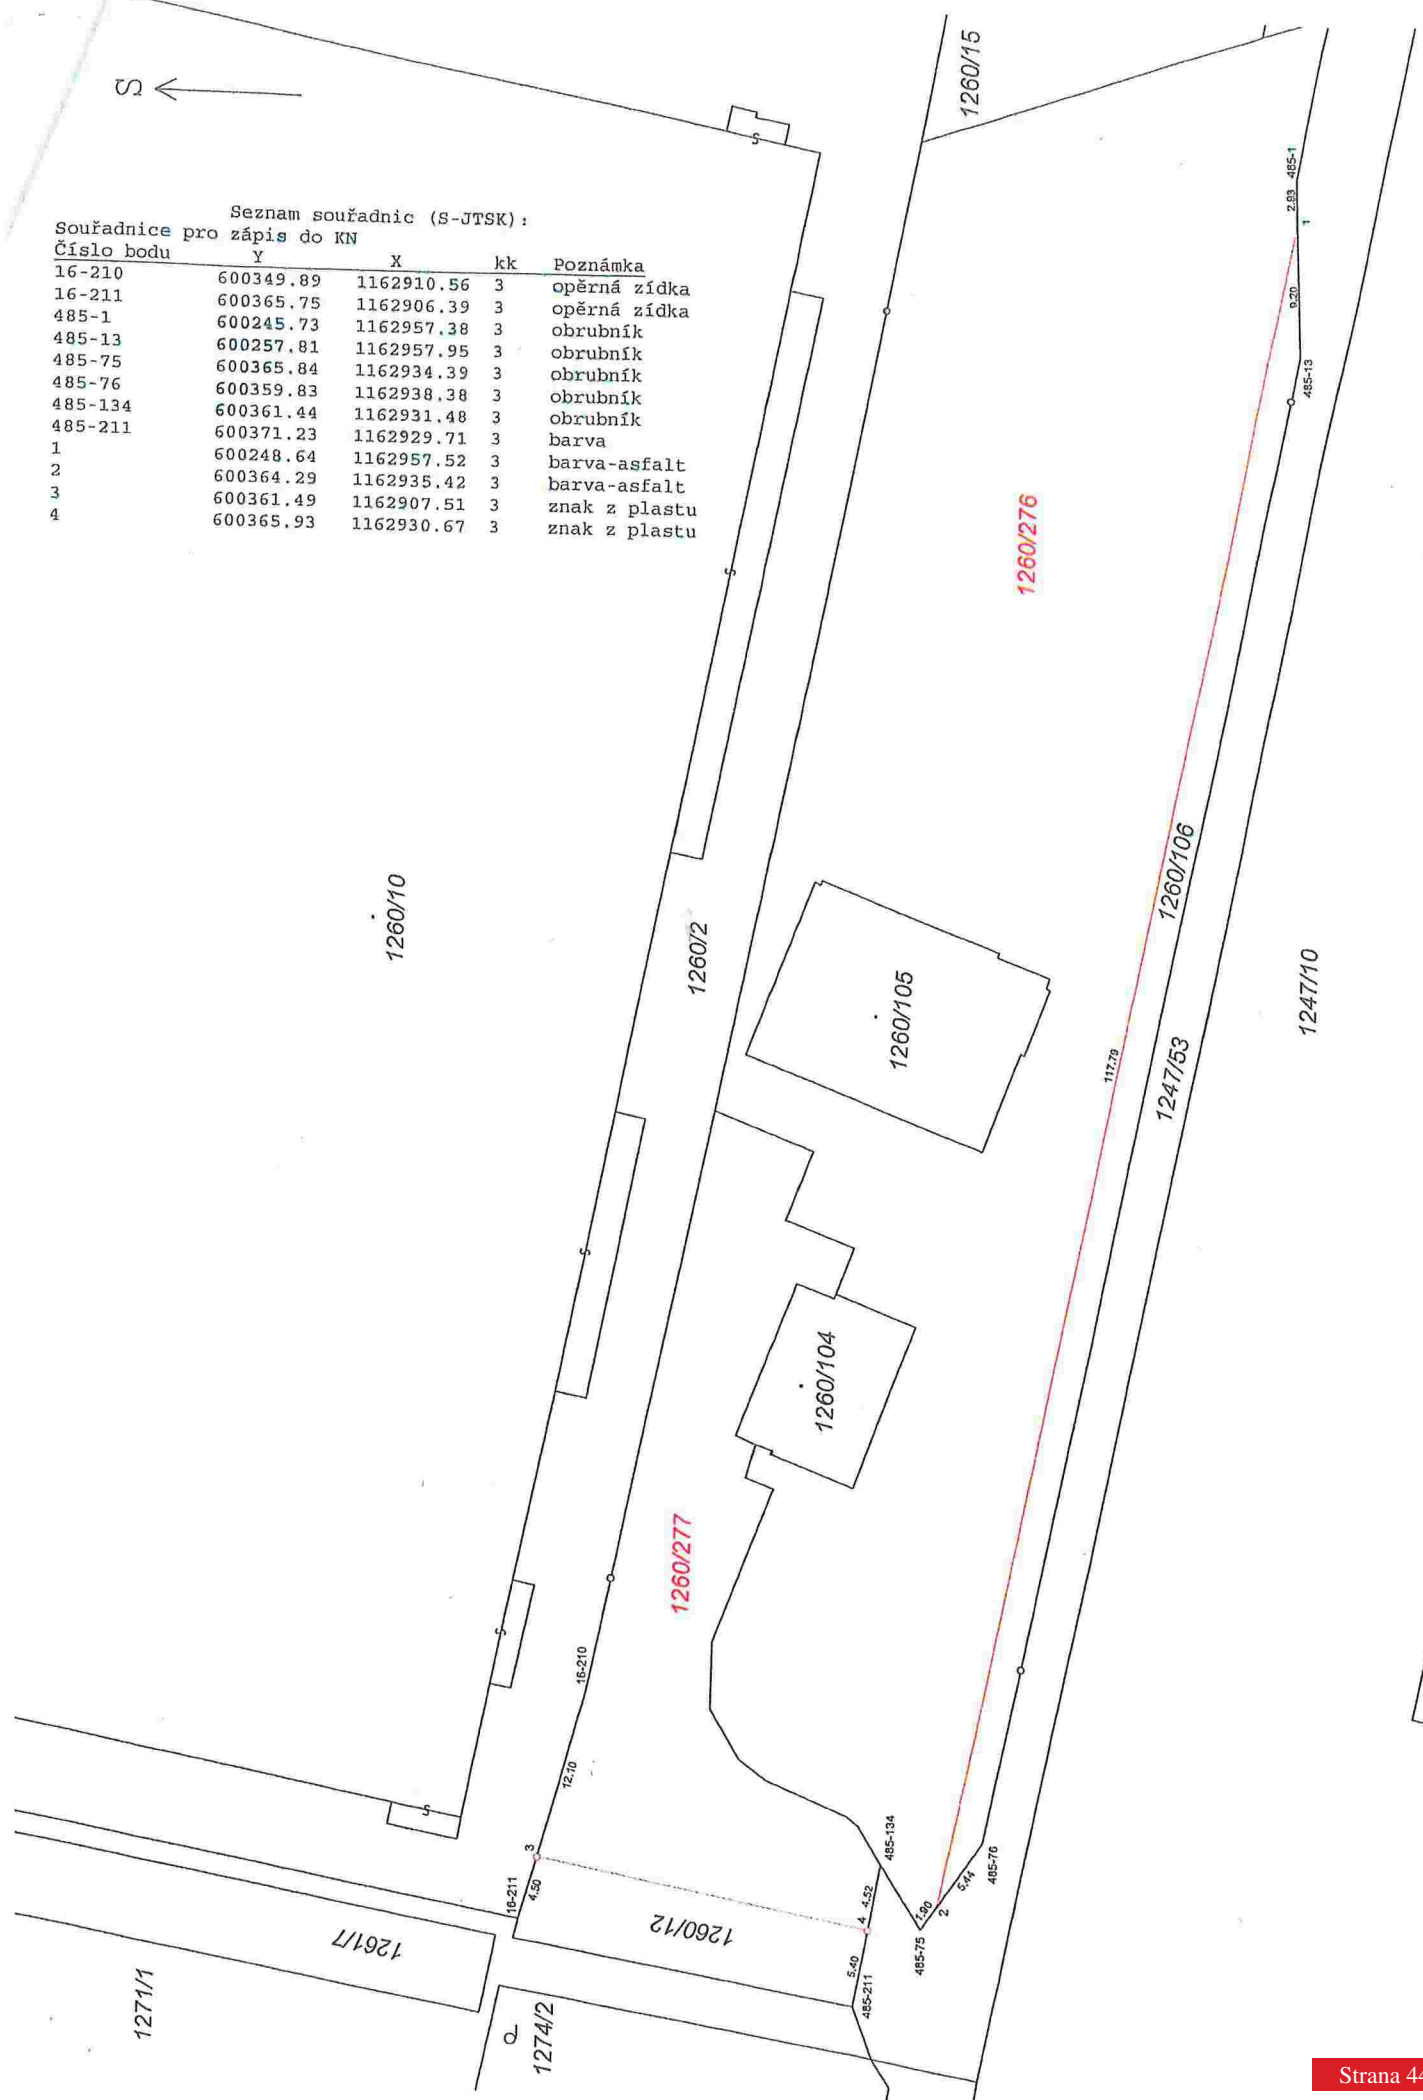 S
Seznam souřadnic (S-JTSK):
Souřadnice pro zápis do KN
Číslo bodu Y X kk Poznámka
16-210 600349.89 1162910.56 3 opěrná zídka
16-211 600365.75 1162906.39 3 opěrná zídka
485-1 600245.73 1162957.38 3 obrubník
485-13 600257.81 1162957.95 3 obrubník
485-75 600365.84 1162934.39 3 obrubník
485-76 600359.83 1162938.38 3 obrubník
485-134 600361.44 1162931.48 3 obrubník
485-211 600371.23 1162929.71 3 barva
1 600248.64 1162957.52 3 barva-asfalt
2 600364.29 1162935.42 3 barva-asfalt
3 600361.49 1162907.51 3 znak z plastu
4 600365.93 1162930.67 3 znak z plastu
1260/15
485-1
2.83
1
9.20
485-13
1260/276
1260/10
1260/2
1260/105
1260/106
1247/10
1247/53
117.79
1260/104
1260/277
16-210
12.10
3
16-211
4.50
485-134
4.52
4
5.40
485-211
485-76
5.44
1.90
2
485-75
1260/12
1261/7
1271/1
1274/2
Strana 44